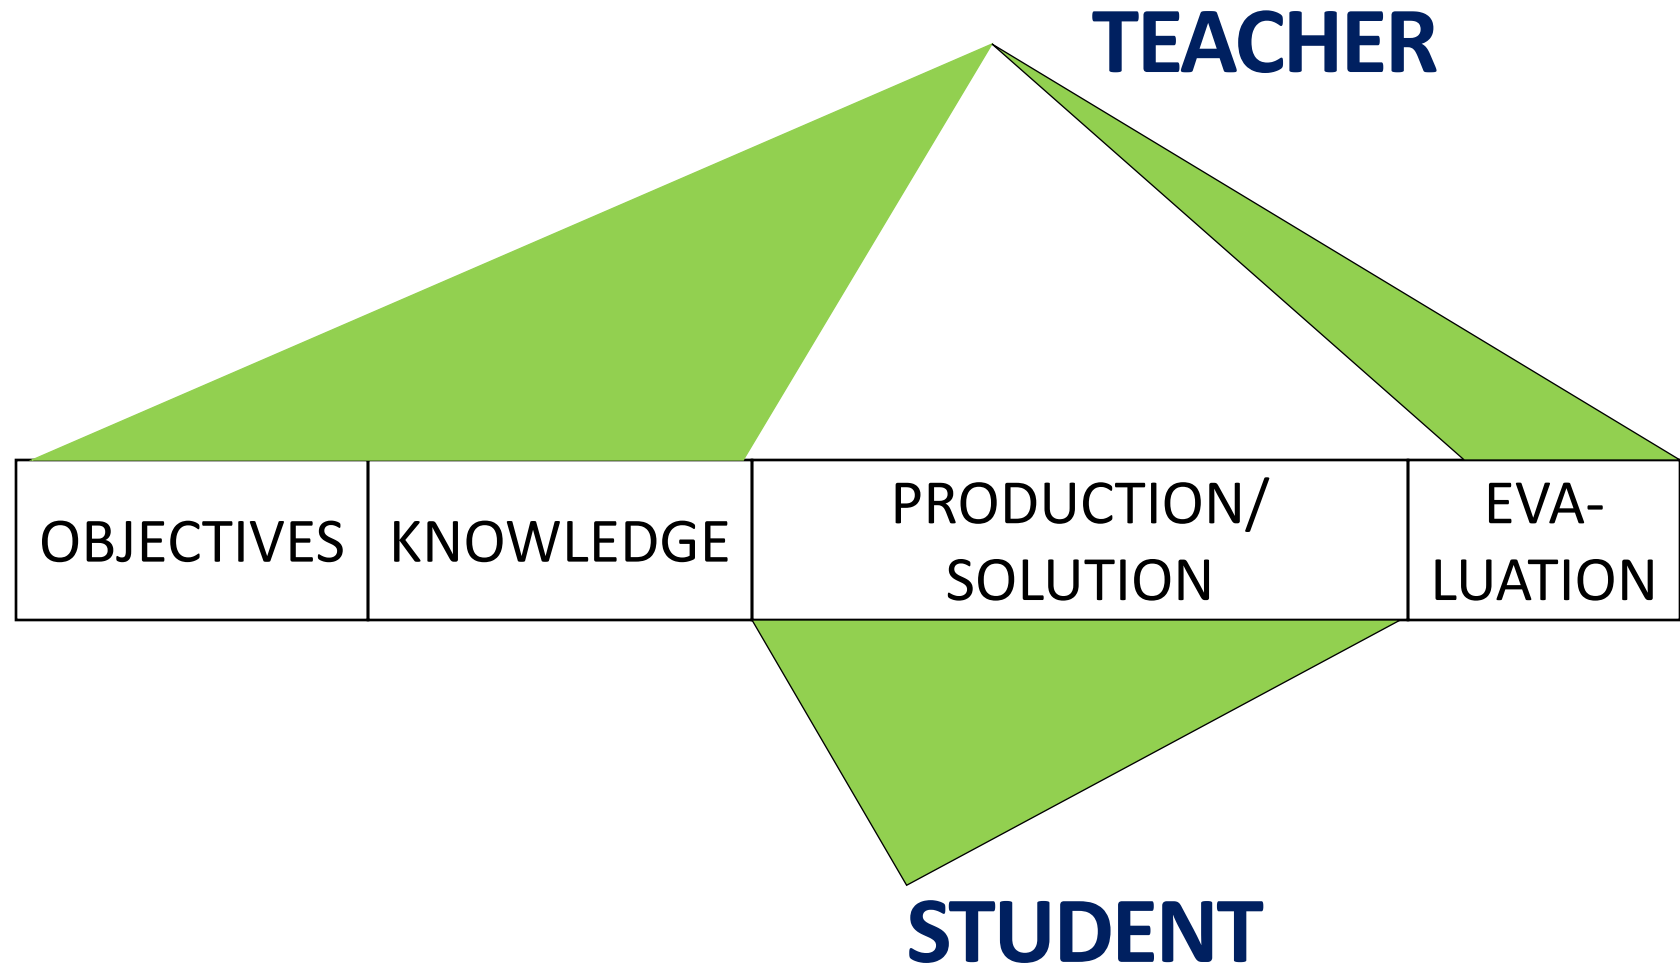 TEACHER
OBJECTIVES
KNOWLEDGE
PRODUCTION/
SOLUTION
EVA-
LUATION
STUDENT